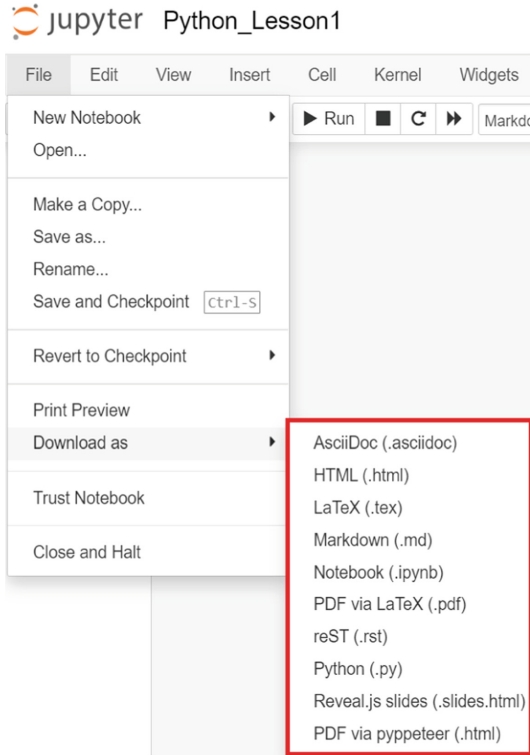 jupyter Python_Lesson1
File Edit View Insert Cell Kernel Widgets
New Notebook Run Markdo
Open...
Make a Copy...
Save as...
Rename...
Save and Checkpoint Ctrl-S
Revert to Checkpoint
Print Preview
Download as AsciiDoc (.asciidoc)
HTML (.html)
LaTeX (.tex)
Trust Notebook
Markdown (.md)
Close and Halt
Notebook (.ipynb)
PDF via LaTeX (.pdf)
reST (.rst)
Python (.py)
Reveal.js slides (.slides.html)
PDF via pyppeteer (.html)